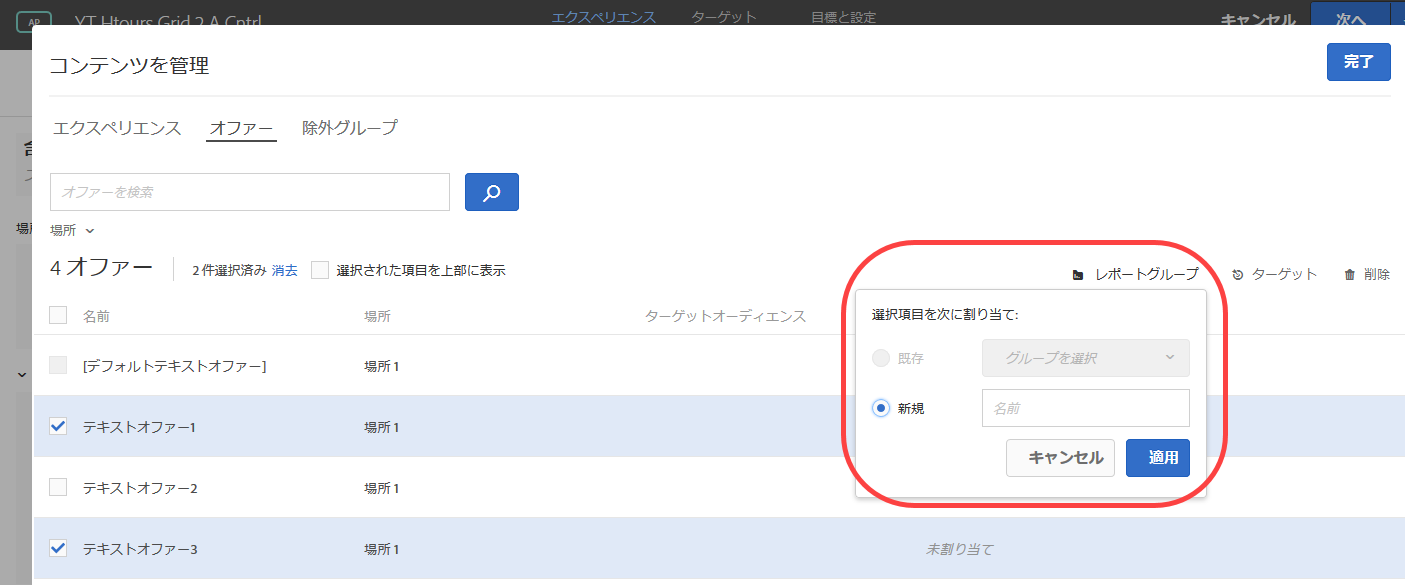 AP YT Htours Grid 2 A Cntrl エクスペリエンス ターゲット 目標と設定 キャンセル 次へ
コンテンツを管理 完了
エクスペリエンス オファー 除外グループ
オファーを検索
場所
4 オファー 2 件選択済み 消去 選択された項目を上部に表示 レポートグループ ターゲット 削除
名前 場所 ターゲットオーディエンス
選択項目を次に割り当て:
[デフォルトテキストオファー] 場所 1
既存 グループを選択
新規 名前
テキストオファー1 場所 1
キャンセル 適用
テキストオファー2 場所 1
テキストオファー3 場所 1 未割り当て